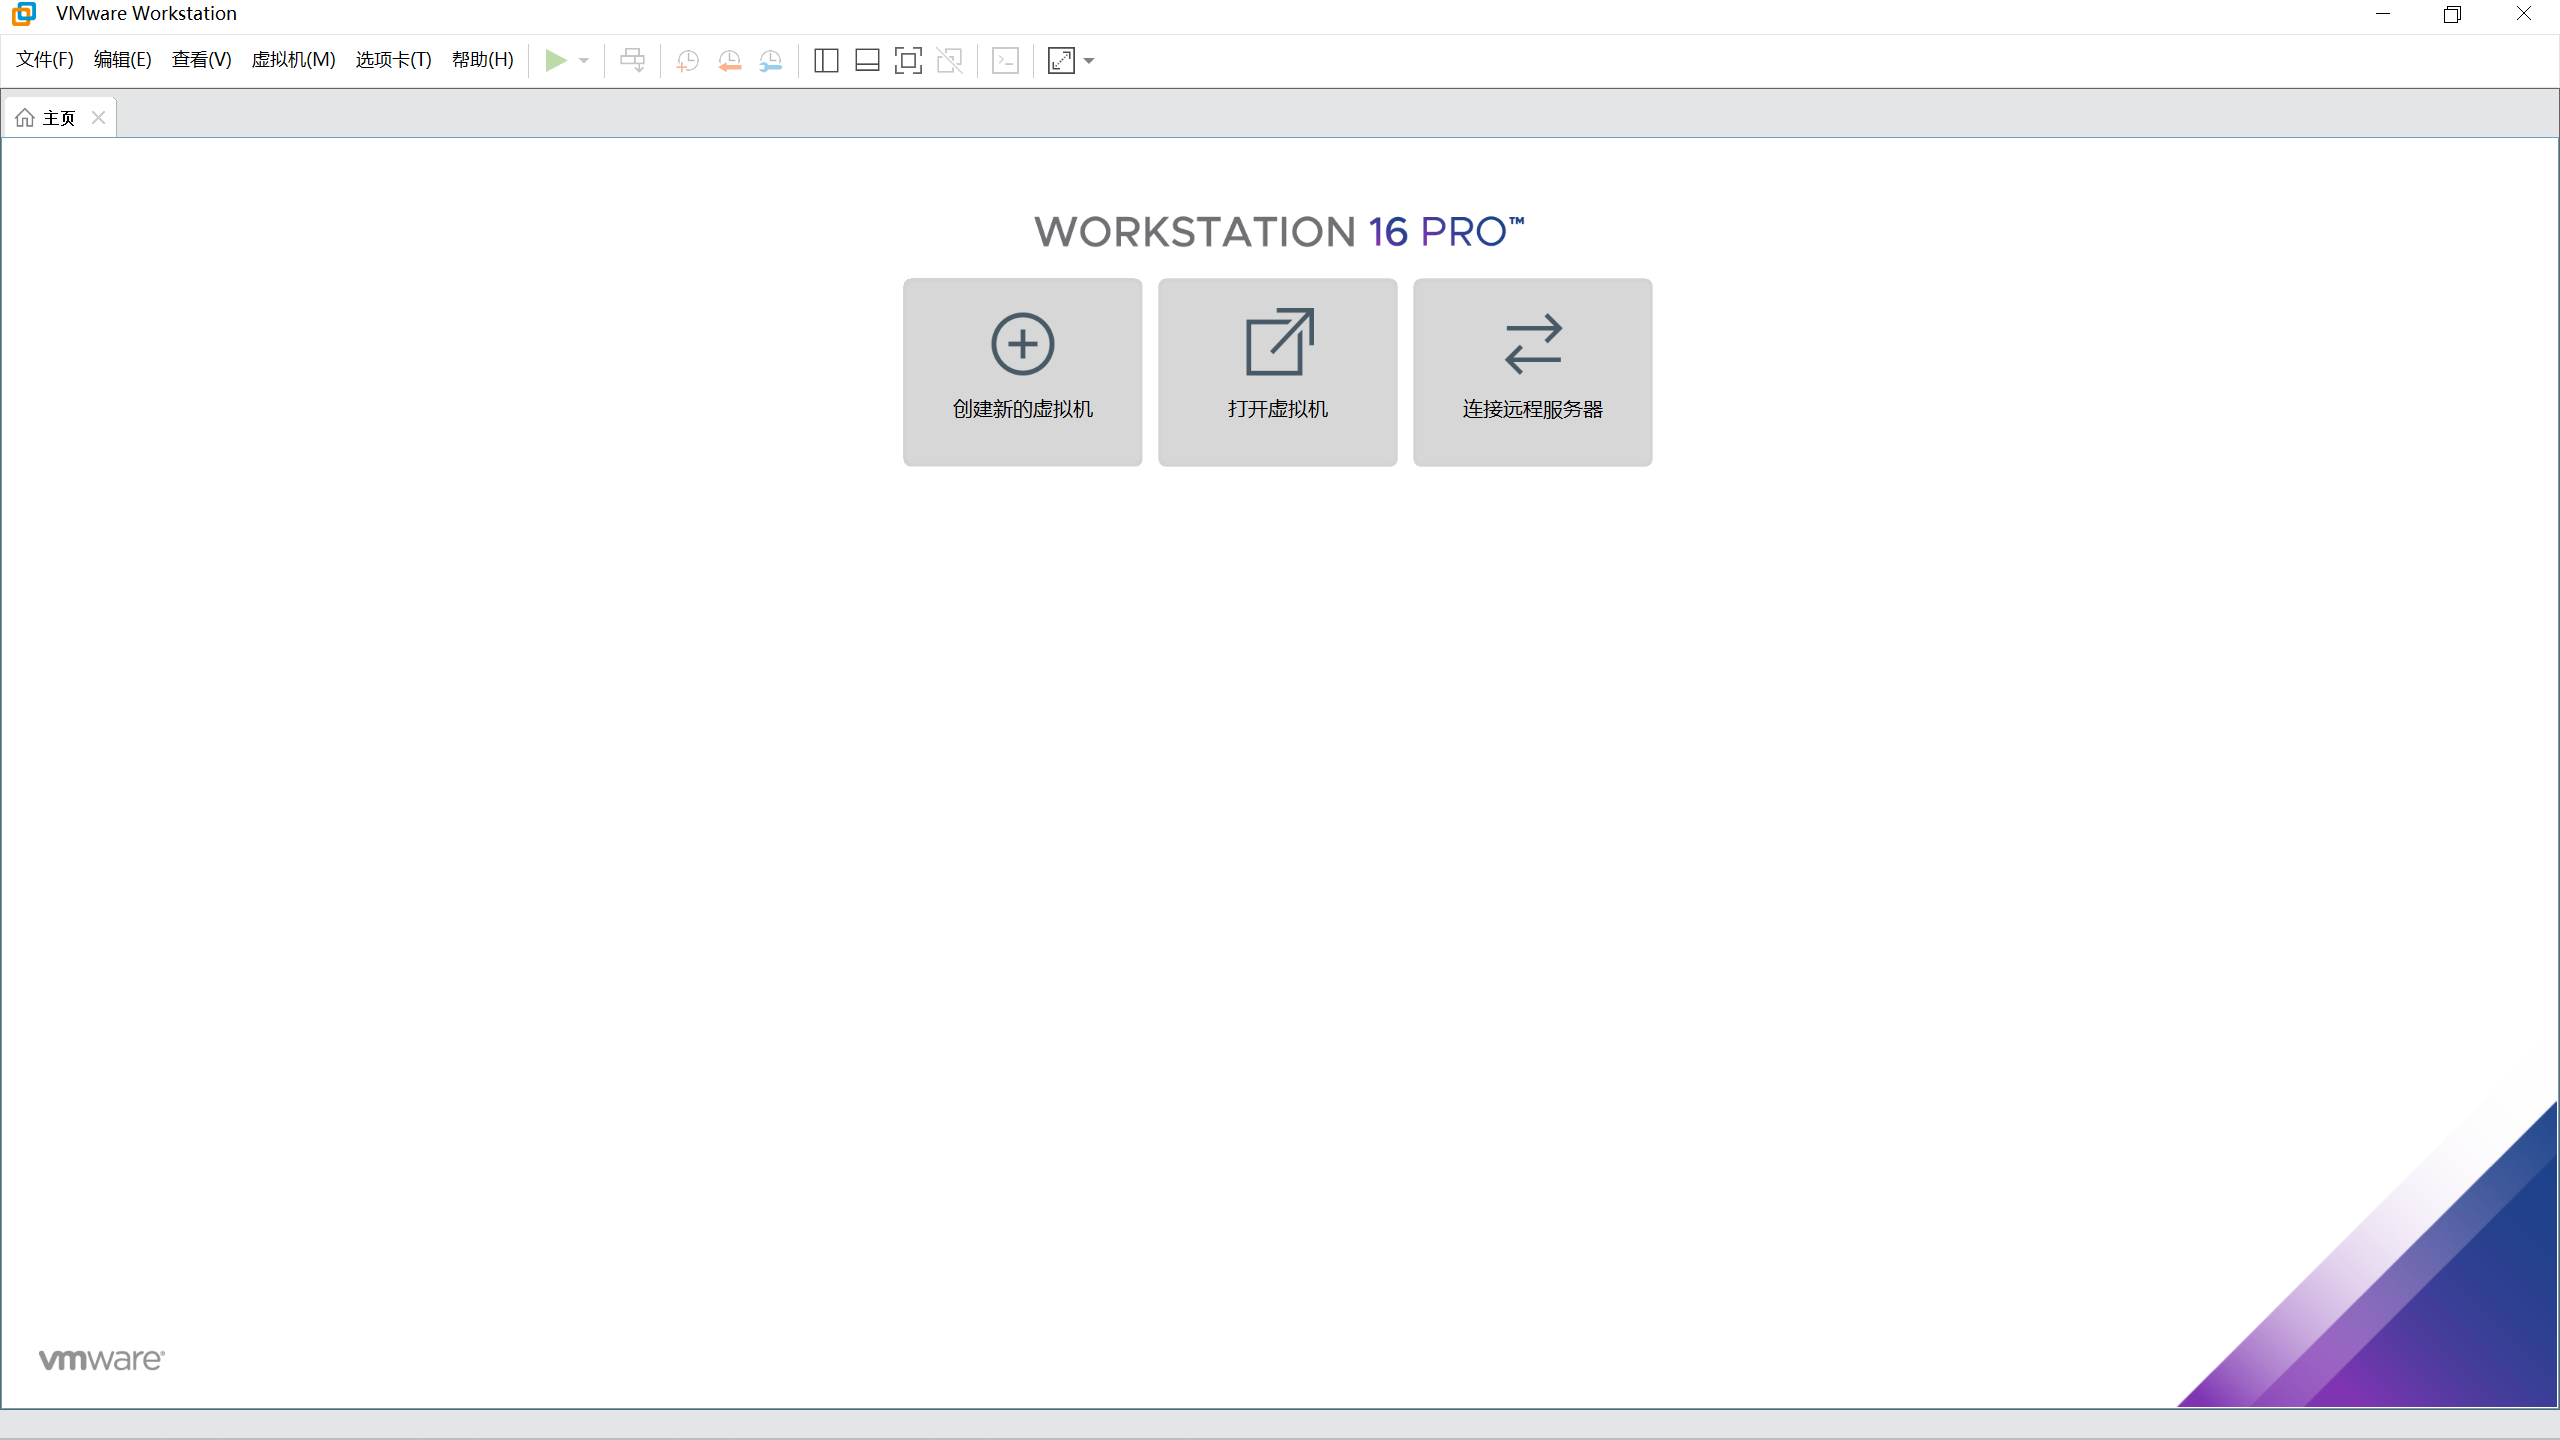 VMware Workstation
文件(F) 编辑(E) 查看(V) 虚拟机(M) 选项卡(T) 帮助(H)
主页
WORKSTATION 16 PRO™
创建新的虚拟机 打开虚拟机 连接远程服务器
vmware®